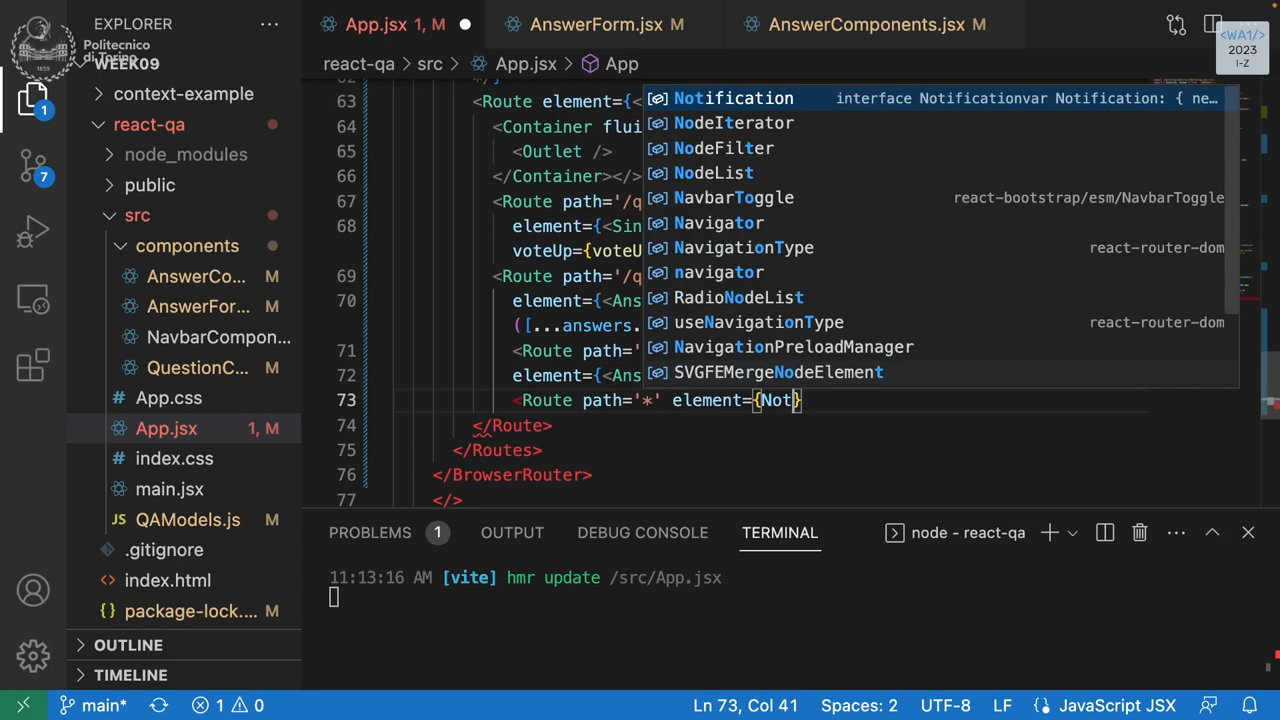 EXPLORER
Politecnico
di Torino
WEEK09
context-example
react-qa
node_modules
public
src
components
AnswerCo... M
AnswerFor... M
NavbarCompon...
QuestionC... M
App.css
App.jsx 1, M
index.css
main.jsx
JS QAModels.js M
.gitignore
index.html
package-lock.... M
OUTLINE
TIMELINE
1
7
App.jsx 1, M
AnswerForm.jsx M
AnswerComponents.jsx M
<WA1/>
2023
I-Z
react-qa > src > App.jsx > App
63 <Route element={<
64 <Container flui
65 <Outlet />
66 </Container></>
67 <Route path='/q
68 element={<Sin
voteUp={voteU
69 <Route path='/q
70 element={<Ans
([...answers.
71 <Route path='
72 element={<Ans
73 <Route path='*' element={Not}
74 </Route>
75 </Routes>
76 </BrowserRouter>
77 </>
Notification interface Notificationvar Notification: { ne...
NodeIterator
NodeFilter
NodeList
NavbarToggle react-bootstrap/esm/NavbarToggle
Navigator
NavigationType react-router-dom
navigator
RadioNodeList
useNavigationType react-router-dom
NavigationPreloadManager
SVGFEMergeNodeElement
PROBLEMS 1 OUTPUT DEBUG CONSOLE TERMINAL node - react-qa
11:13:16 AM [vite] hmr update /src/App.jsx
main* 1 0 Ln 73, Col 41 Spaces: 2 UTF-8 LF JavaScript JSX